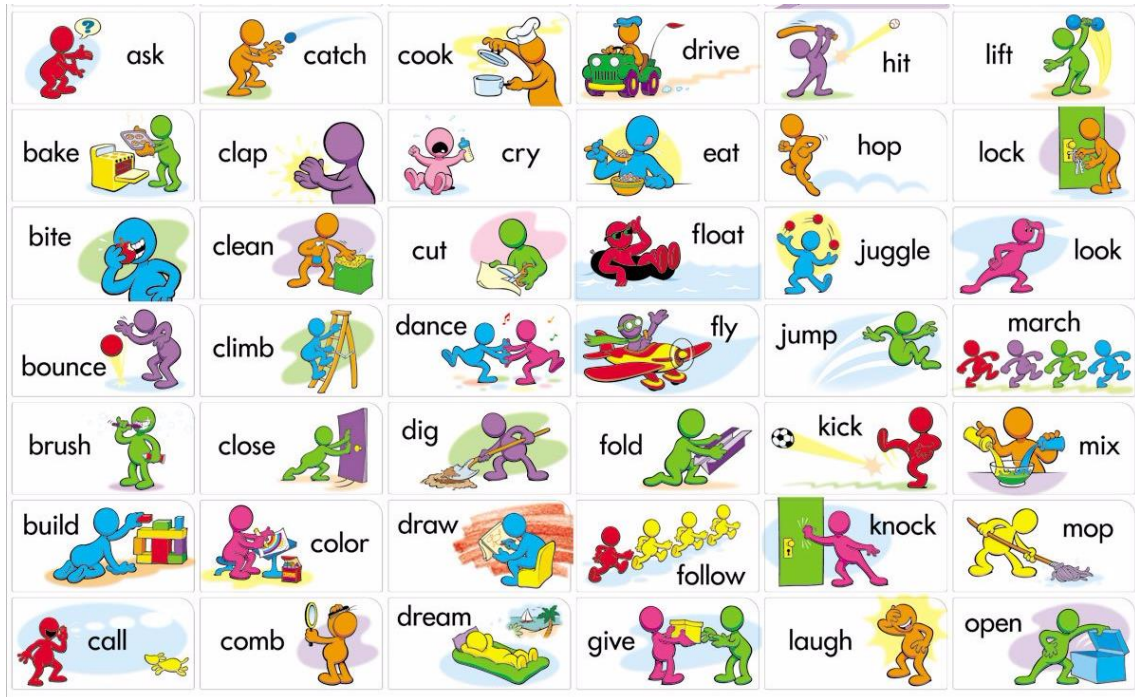 ask
catch
cook
drive
hit
lift
bake
clap
cry
eat
hop
lock
bite
clean
cut
float
juggle
look
bounce
climb
dance
fly
jump
march
brush
close
dig
fold
kick
mix
build
color
draw
follow
knock
mop
call
comb
dream
give
laugh
open